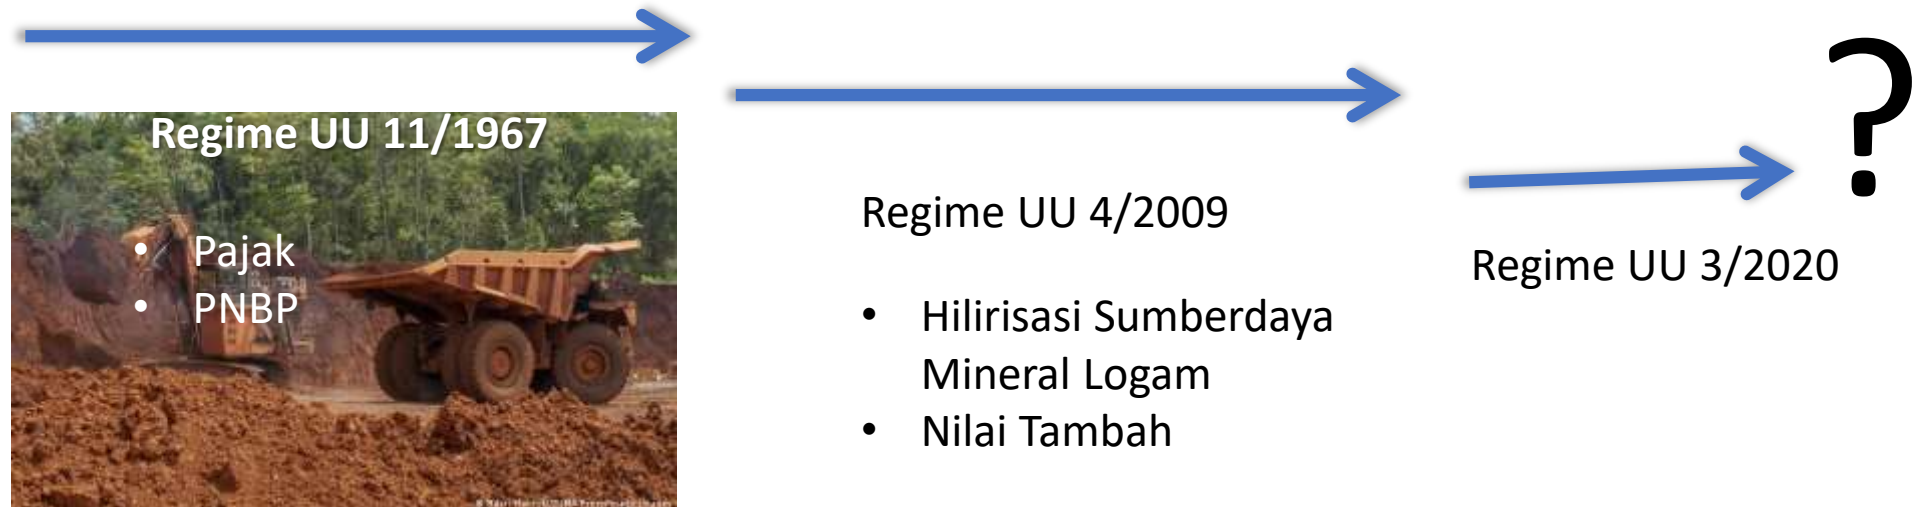 ?
Regime UU 11/1967
• Pajak
• PNBP
Regime UU 4/2009
• Hilirisasi Sumberdaya
Mineral Logam
• Nilai Tambah
Regime UU 3/2020